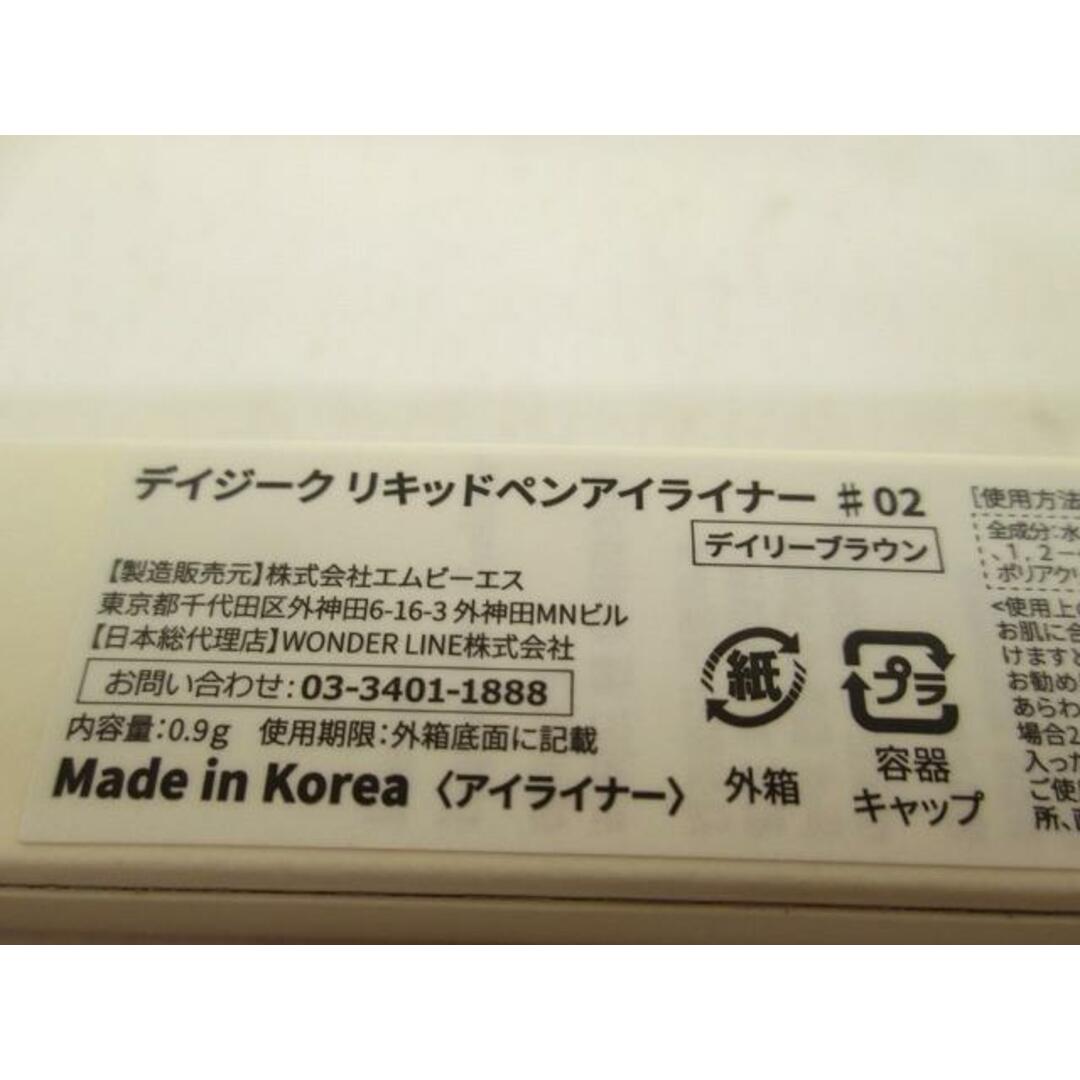 デイジーク リキッドペンアイライナー ♯02
デイリーブラウン
【製造販売元】株式会社エムビーエス
東京都千代田区外神田6-16-3 外神田MNビル
【日本総代理店】WONDER LINE株式会社
お問い合わせ:03-3401-1888
内容量:0.9g 使用期限:外箱底面に記載
Made in Korea 〈アイライナー〉
紙
外箱
プラ
容器
キャップ
[使用方法
全成分:水
、1,2ー
ポリアクリ
<使用上の
お肌に合
けますと
お勧め
あらわ
場合2
入った
ご使
所、